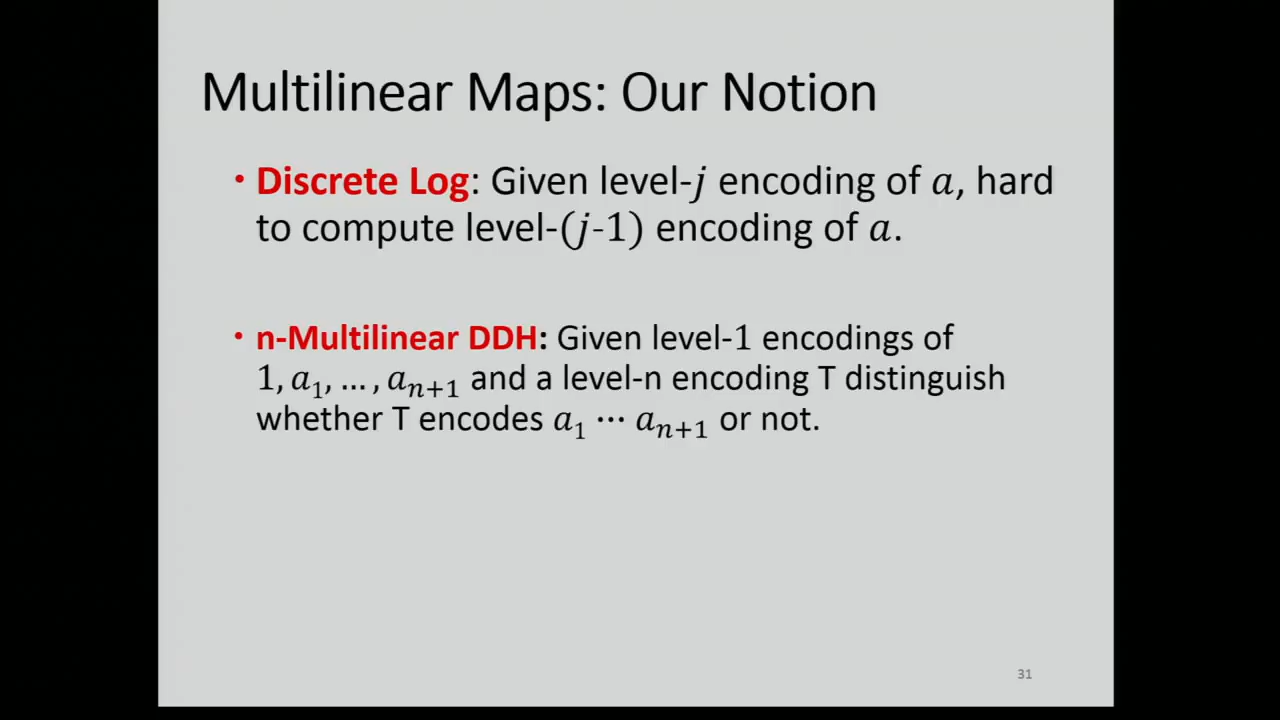 Multilinear Maps: Our Notion
• Discrete Log: Given level-j encoding of a, hard
to compute level-(j-1) encoding of a.
• n-Multilinear DDH: Given level-1 encodings of
1, a₁, … , aₙ₊₁ and a level-n encoding T distinguish
whether T encodes a₁ ⋯ aₙ₊₁ or not.
31